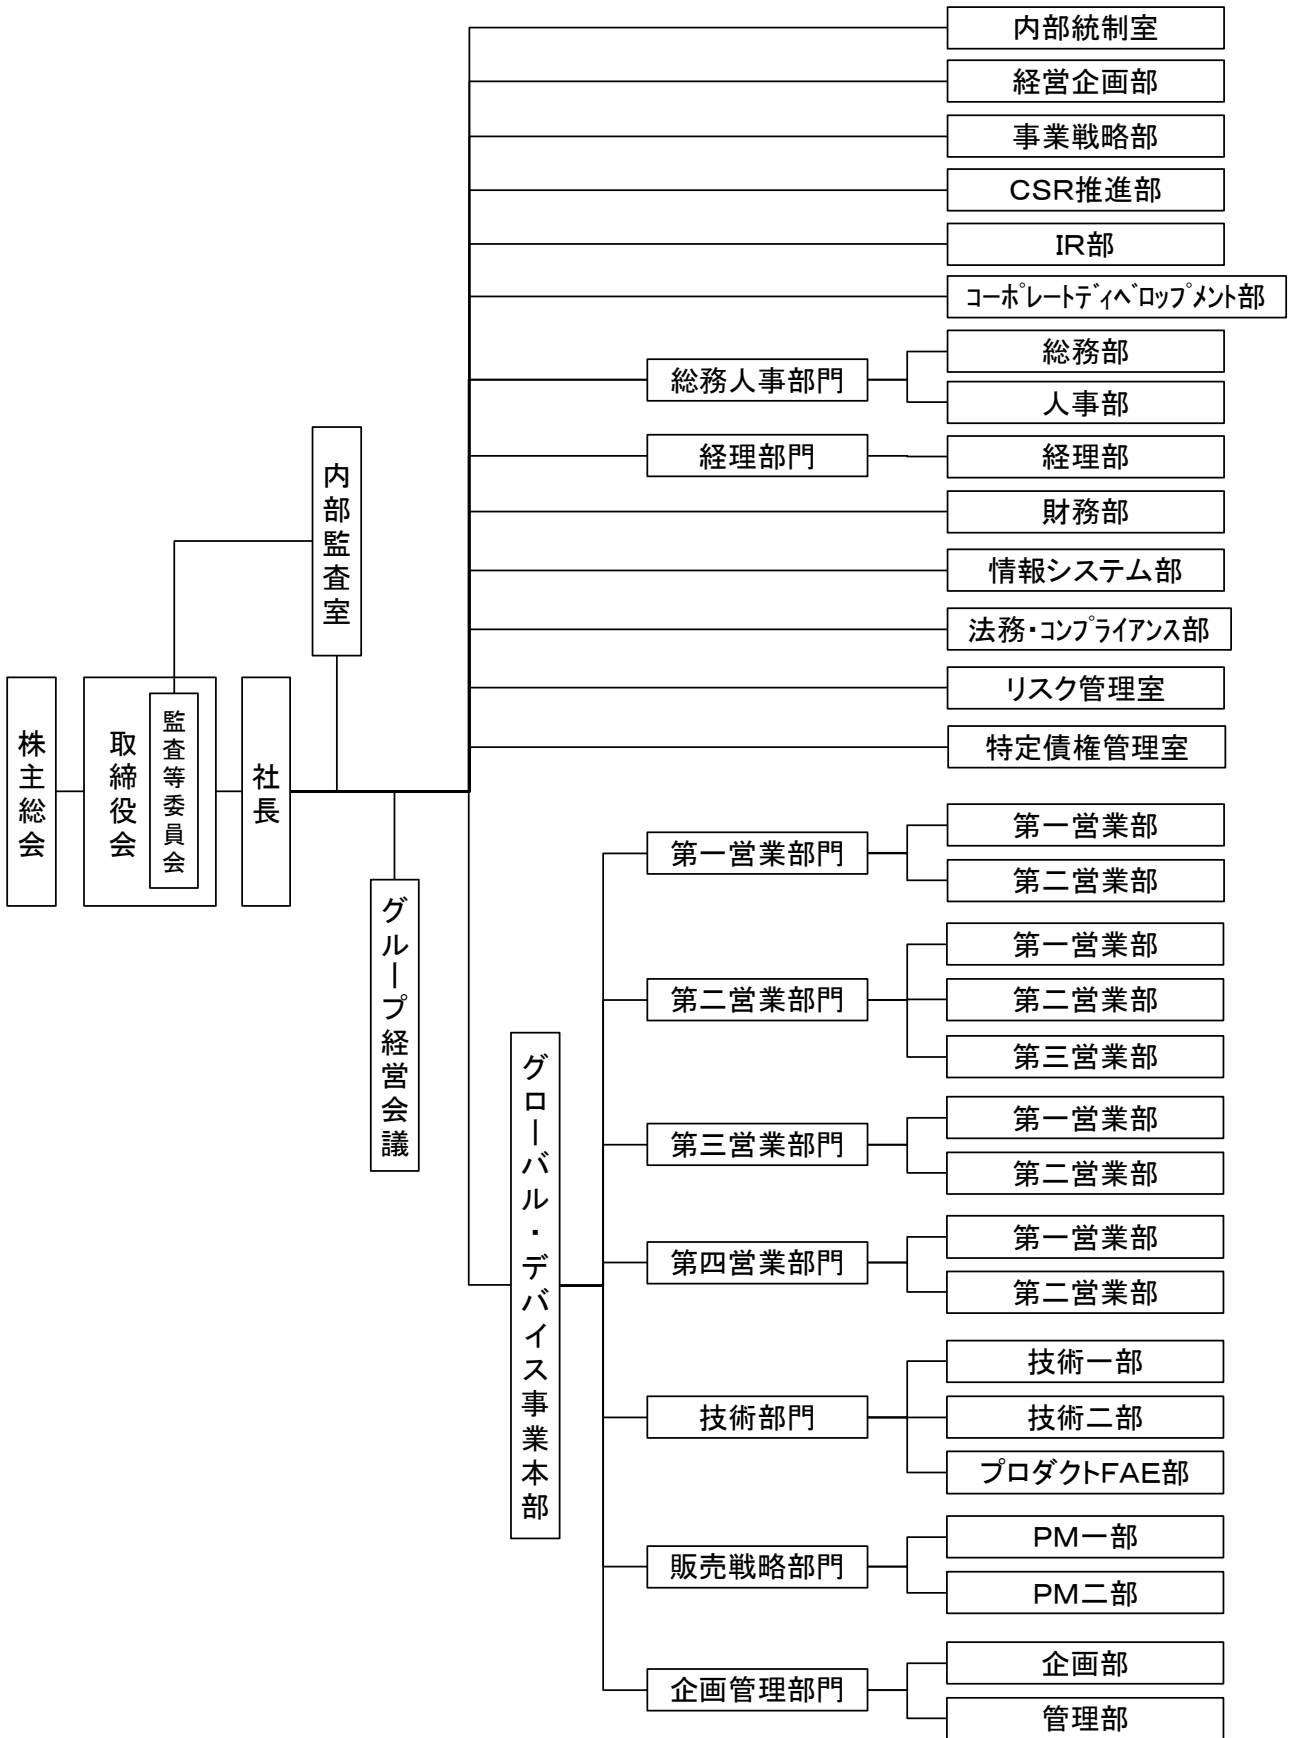 株主総会
取締役会
監査等委員会
社長
内部監査室
グループ経営会議
内部統制室
経営企画部
事業戦略部
CSR推進部
IR部
コーポレートディベロップメント部
総務人事部門
総務部
人事部
経理部門
経理部
財務部
情報システム部
法務・コンプライアンス部
リスク管理室
特定債権管理室
グローバル・デバイス事業本部
第一営業部門
第一営業部
第二営業部
第二営業部門
第一営業部
第二営業部
第三営業部
第三営業部門
第一営業部
第二営業部
第四営業部門
第一営業部
第二営業部
技術部門
技術一部
技術二部
プロダクトFAE部
販売戦略部門
PM一部
PM二部
企画管理部門
企画部
管理部